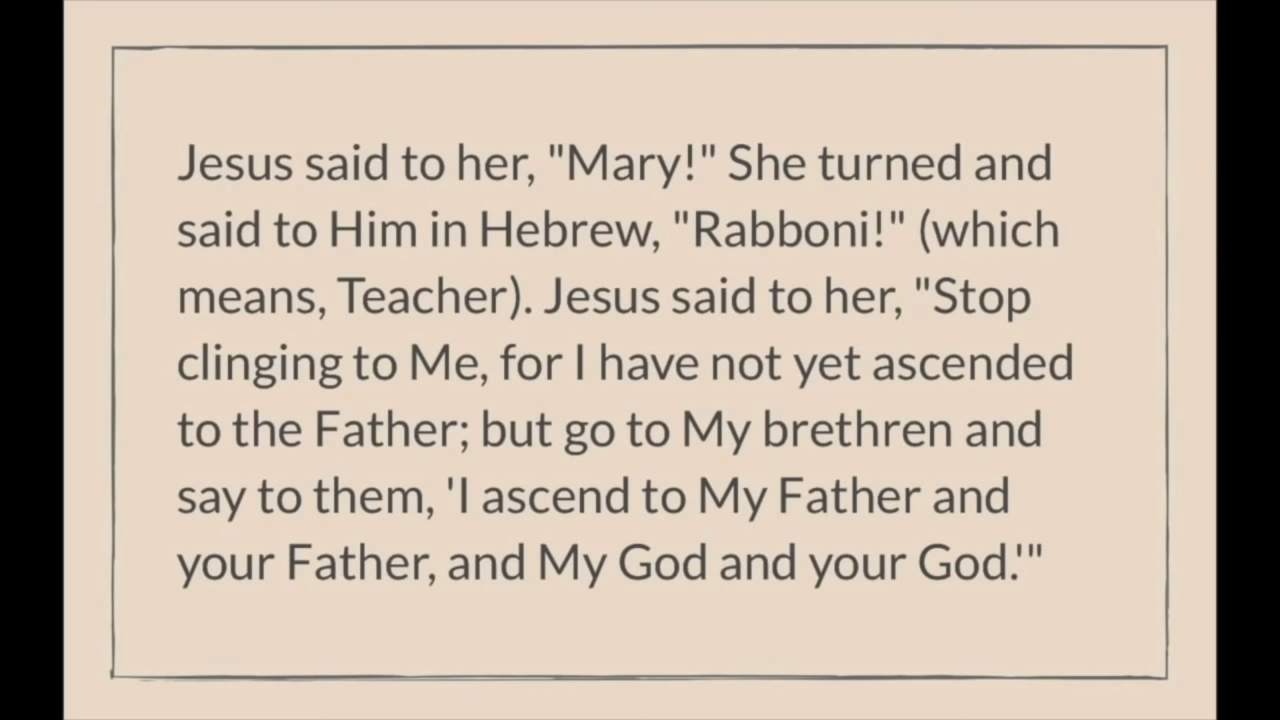 Jesus said to her, "Mary!" She turned and
said to Him in Hebrew, "Rabboni!" (which
means, Teacher). Jesus said to her, "Stop
clinging to Me, for I have not yet ascended
to the Father; but go to My brethren and
say to them, 'I ascend to My Father and
your Father, and My God and your God.'"